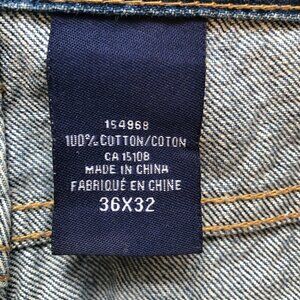 154968
100% COTTON/COTON
CA 15108
MADE IN CHINA
FABRIQUÉ EN CHINE
36X32